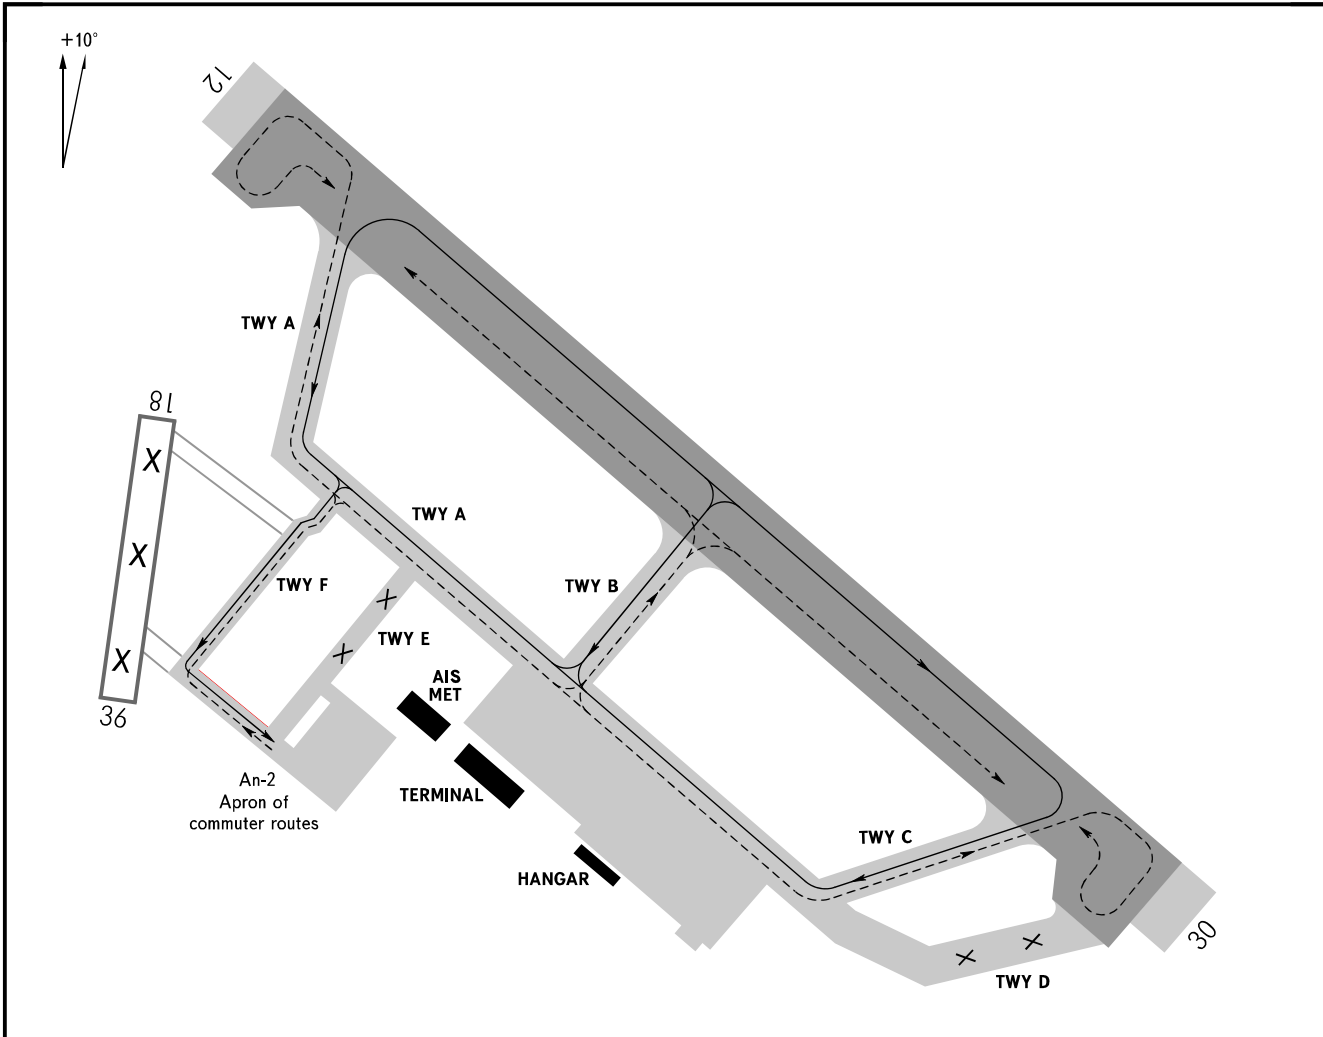 +10°
12
TWY A
18
X
X
X
36
TWY A
TWY F
TWY B
X
X
TWY E
AIS
MET
TERMINAL
An-2
Apron of
commuter routes
HANGAR
TWY C
X
X
TWY D
30